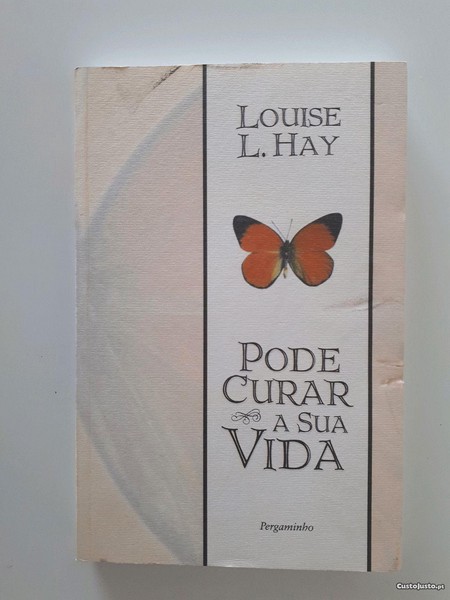 LOUISE
L. HAY
PODE
CURAR
A SUA
VIDA
Pergaminho
CustoJusto.pt